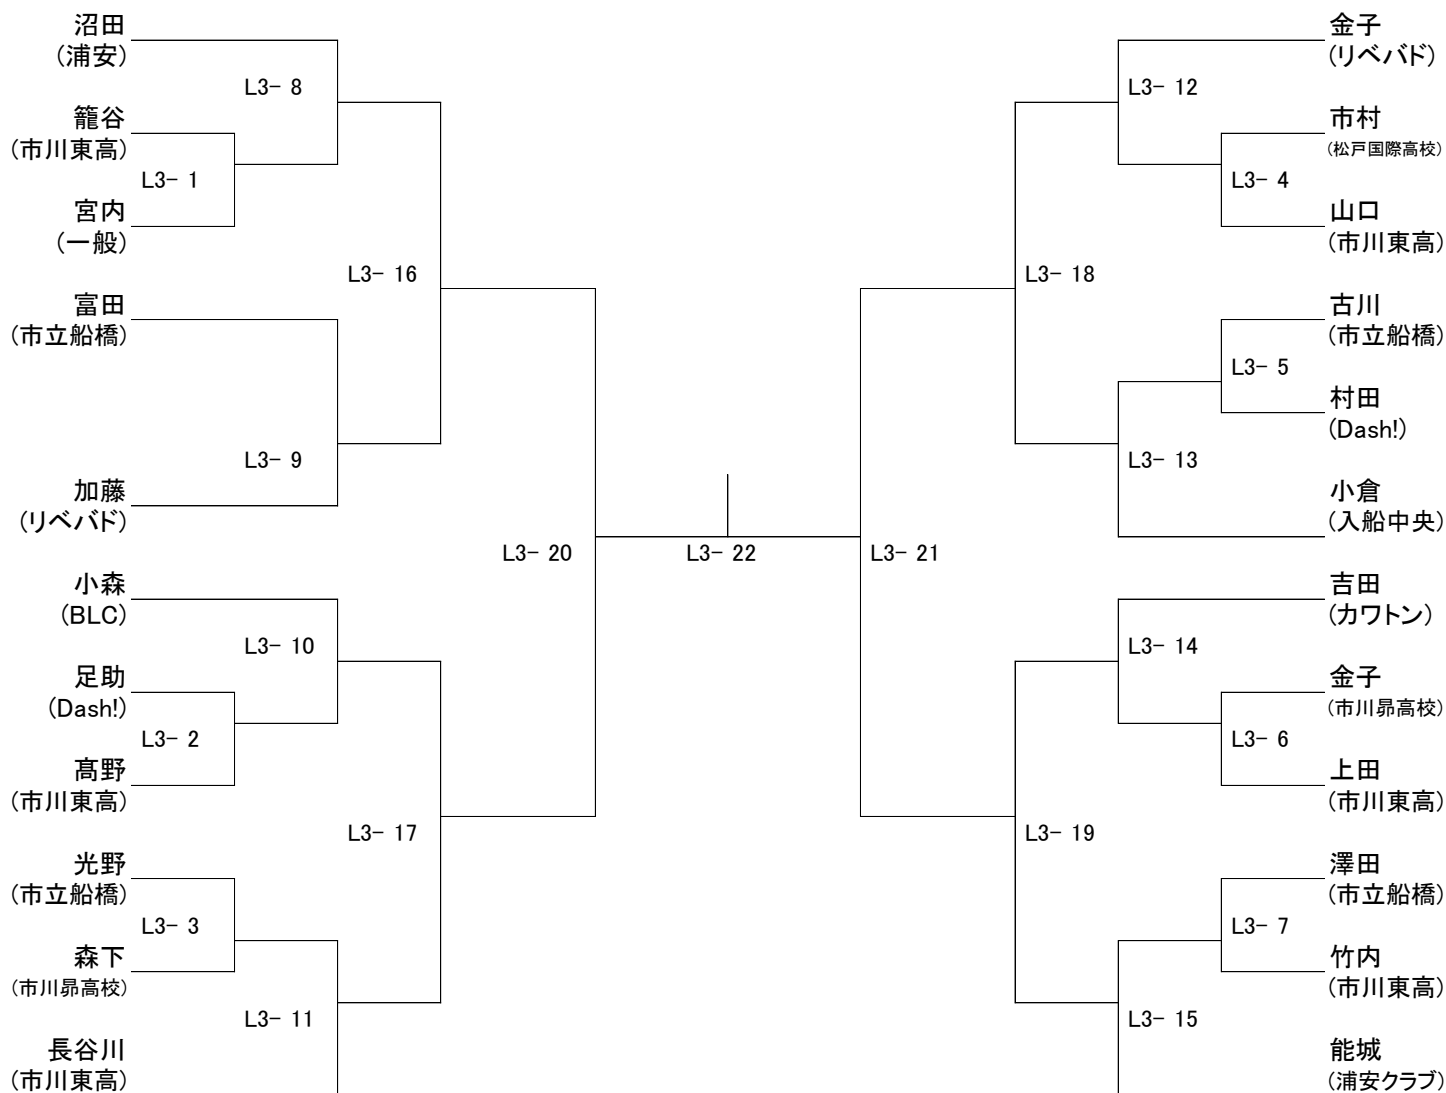 沼田
(浦安)
L3- 8
籠谷
(市川東高)
L3- 1
宮内
(一般)
L3- 16
富田
(市立船橋)
L3- 9
加藤
(リベバド)
L3- 20
小森
(BLC)
L3- 10
足助
(Dash!)
L3- 2
髙野
(市川東高)
L3- 17
光野
(市立船橋)
L3- 3
森下
(市川昴高校)
L3- 11
長谷川
(市川東高)
L3- 22
金子
(リベバド)
L3- 12
市村
(松戸国際高校)
L3- 4
山口
(市川東高)
L3- 18
古川
(市立船橋)
L3- 5
村田
(Dash!)
L3- 13
小倉
(入船中央)
L3- 21
吉田
(カワトン)
L3- 14
金子
(市川昴高校)
L3- 6
上田
(市川東高)
L3- 19
澤田
(市立船橋)
L3- 7
竹内
(市川東高)
L3- 15
能城
(浦安クラブ)